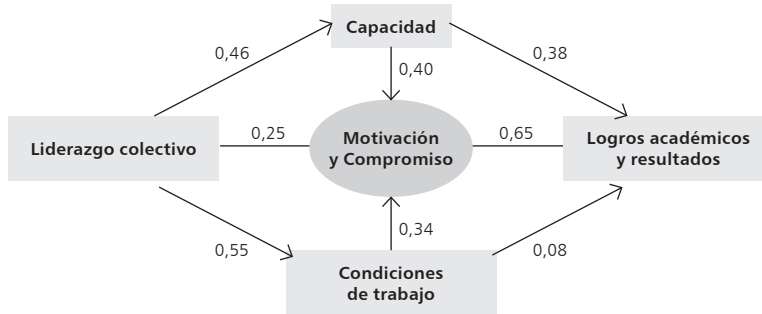 Capacidad
0,46
0,38
0,40
Liderazgo colectivo
0,25
Motivación
y Compromiso
0,65
Logros académicos
y resultados
0,34
0,55
0,08
Condiciones
de trabajo